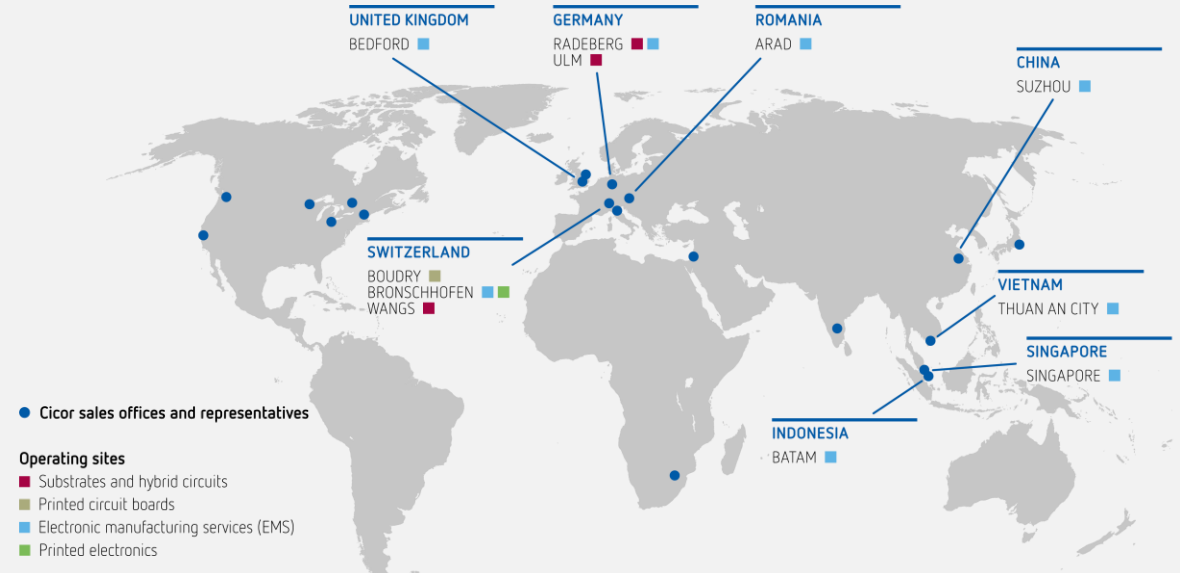 UNITED KINGDOM
BEDFORD
GERMANY
RADEBERG
ULM
ROMANIA
ARAD
CHINA
SUZHOU
SWITZERLAND
BOUDRY
BRONSCHHOFEN
WANGS
VIETNAM
THUAN AN CITY
SINGAPORE
SINGAPORE
INDONESIA
BATAM
Cicor sales offices and representatives
Operating sites
Substrates and hybrid circuits
Printed circuit boards
Electronic manufacturing services (EMS)
Printed electronics